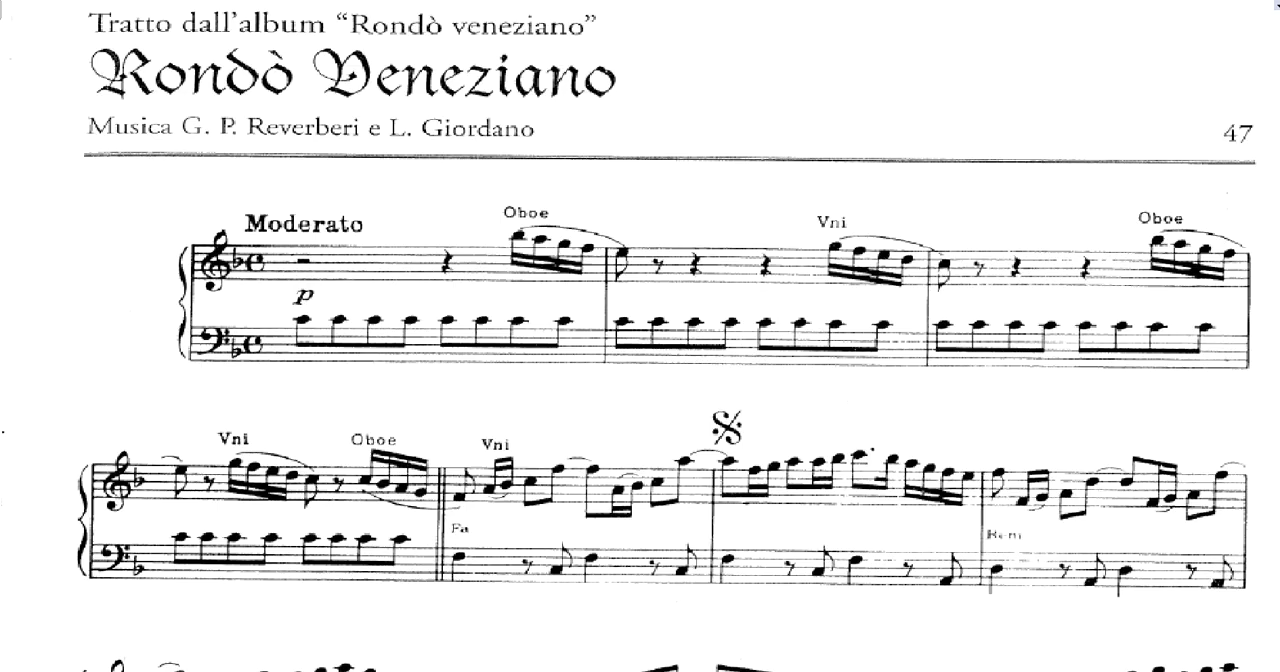 Tratto dall'album “Rondò veneziano”
Rondò Veneziano
Musica G. P. Reverberi e L. Giordano
47
Moderato
Oboe
Vni
Oboe
p
Vni
Oboe
Vni
Fa
Rem